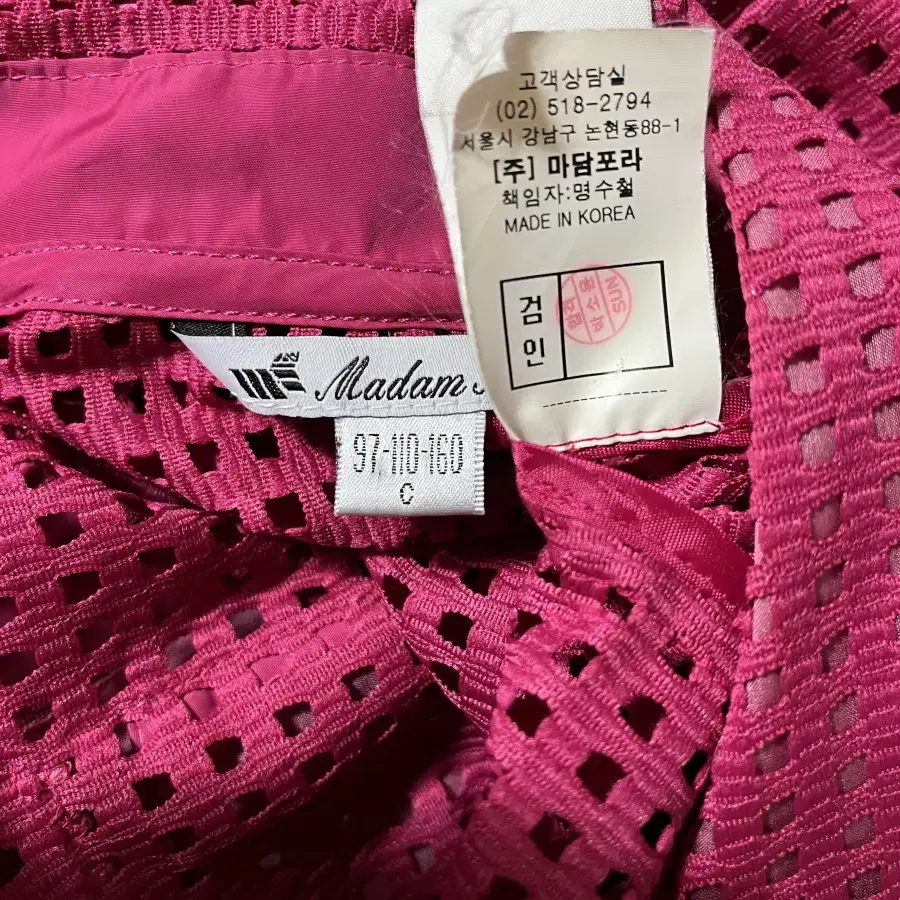 고객상담실
(02) 518-2794
서울시 강남구 논현동88-1
[주] 마담포라
책임자:명수철
MADE IN KOREA
검
인
Madam
97-110-160
C